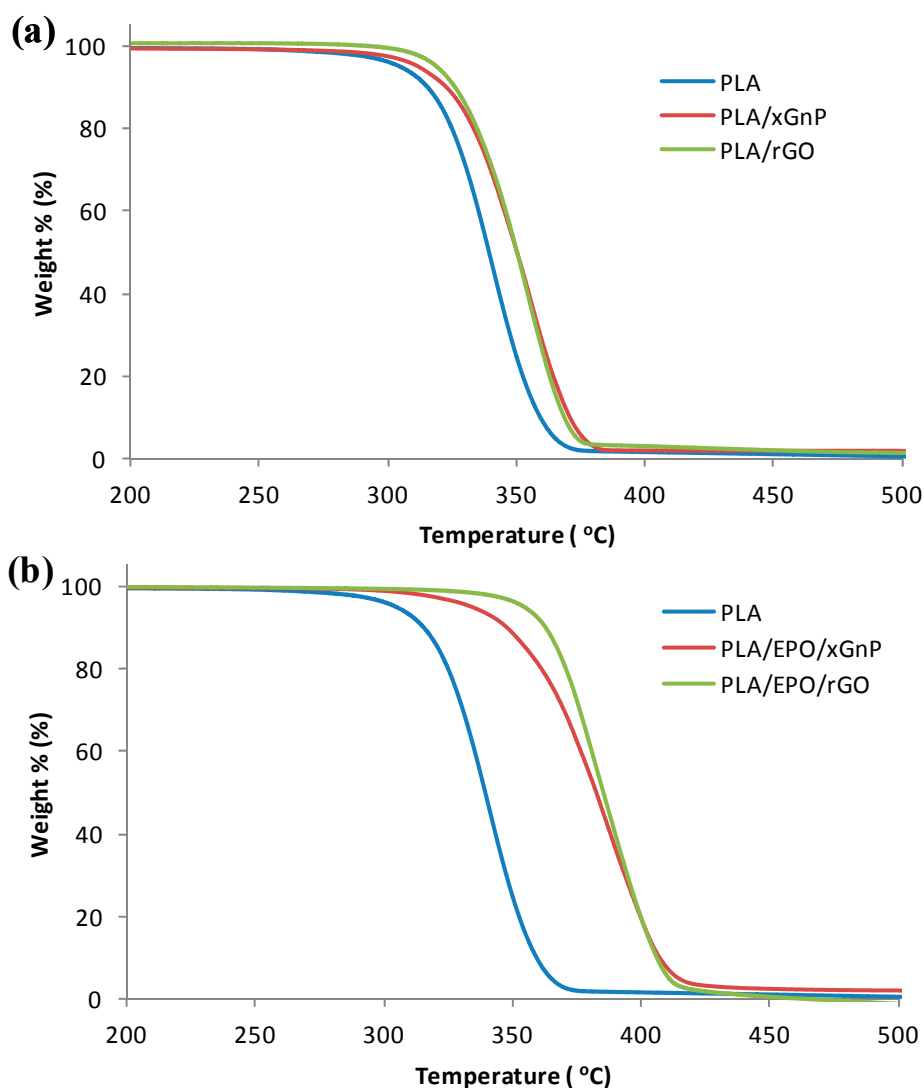 (a)
100
80
60
40
20
0
Weight % (%)
PLA
PLA/xGnP
PLA/rGO
200 250 300 350 400 450 500
Temperature ( °C)
(b)
100
80
60
40
20
0
Weight % (%)
PLA
PLA/EPO/xGnP
PLA/EPO/rGO
200 250 300 350 400 450 500
Temperature ( °C)